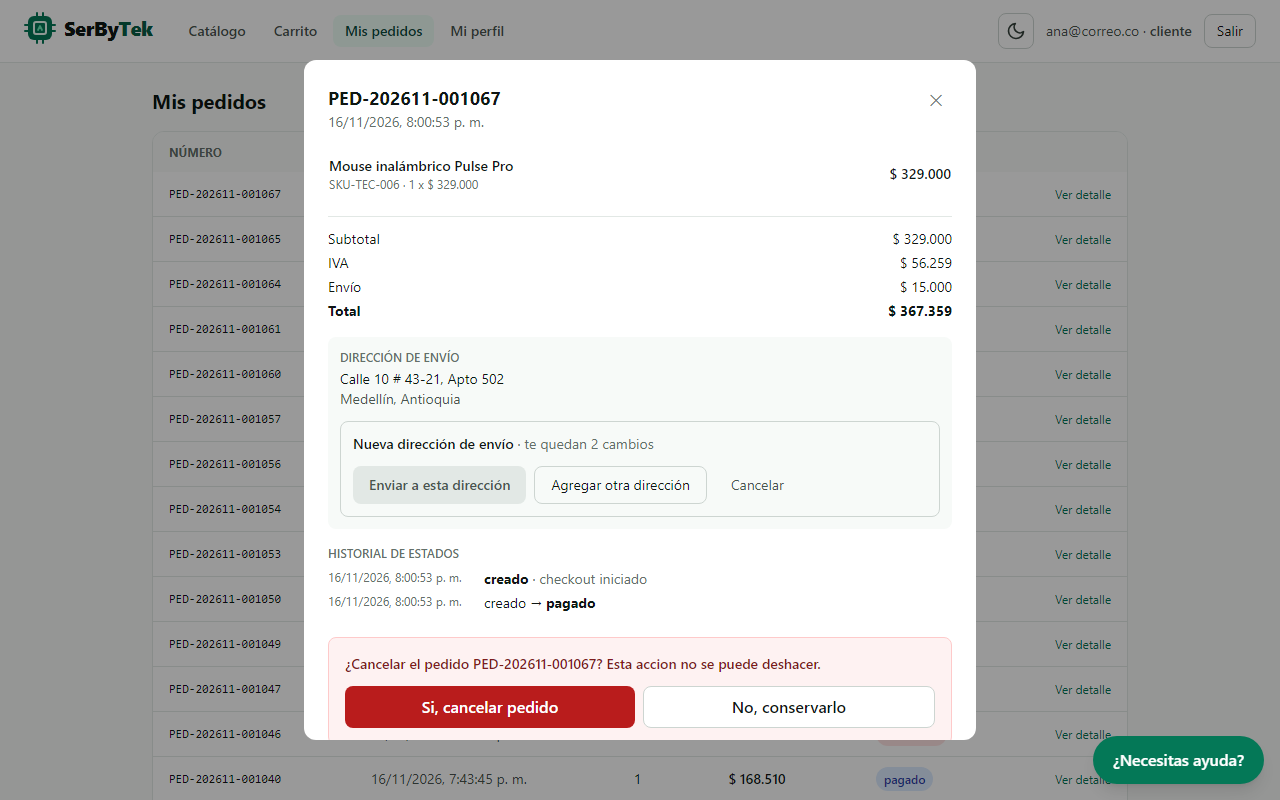 SerByTek
Catálogo
Carrito
Mis pedidos
Mi perfil
ana@correo.co · cliente
Salir
Mis pedidos
NÚMERO
PED-202611-001067
Ver detalle
PED-202611-001065
Ver detalle
PED-202611-001064
Ver detalle
PED-202611-001061
Ver detalle
PED-202611-001060
Ver detalle
PED-202611-001057
Ver detalle
PED-202611-001056
Ver detalle
PED-202611-001054
Ver detalle
PED-202611-001053
Ver detalle
PED-202611-001050
Ver detalle
PED-202611-001049
Ver detalle
PED-202611-001047
Ver detalle
PED-202611-001046
Ver detalle
PED-202611-001040
16/11/2026, 7:43:45 p. m.
1
$ 168.510
pagado
Ver detalle
PED-202611-001067
16/11/2026, 8:00:53 p. m.
Mouse inalámbrico Pulse Pro
SKU-TEC-006 · 1 x $ 329.000
$ 329.000
Subtotal
$ 329.000
IVA
$ 56.259
Envío
$ 15.000
Total
$ 367.359
DIRECCIÓN DE ENVÍO
Calle 10 # 43-21, Apto 502
Medellín, Antioquia
Nueva dirección de envío · te quedan 2 cambios
Enviar a esta dirección
Agregar otra dirección
Cancelar
HISTORIAL DE ESTADOS
16/11/2026, 8:00:53 p. m.
creado · checkout iniciado
16/11/2026, 8:00:53 p. m.
creado → pagado
¿Cancelar el pedido PED-202611-001067? Esta accion no se puede deshacer.
Si, cancelar pedido
No, conservarlo
¿Necesitas ayuda?